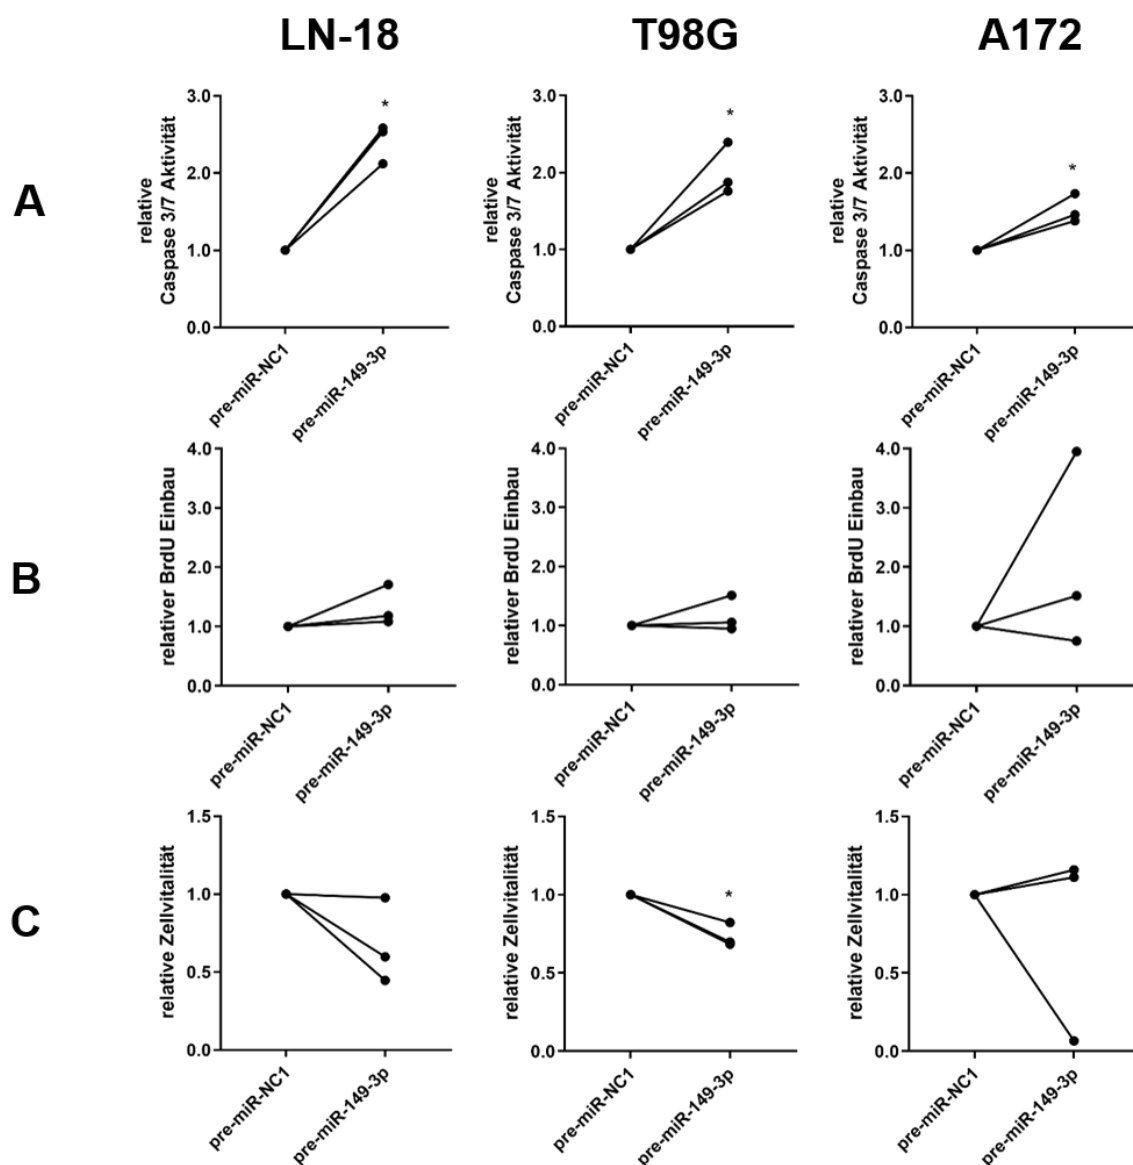 LN-18 T98G A172
A
relative
Caspase 3/7 Aktivität
3.0
2.0
1.0
0.0
*
pre-miR-NC1
pre-miR-149-3p
relative
Caspase 3/7 Aktivität
3.0
2.0
1.0
0.0
*
pre-miR-NC1
pre-miR-149-3p
relative
Caspase 3/7 Aktivität
3.0
2.0
1.0
0.0
*
pre-miR-NC1
pre-miR-149-3p
B
relativer BrdU Einbau
4.0
3.0
2.0
1.0
0.0
pre-miR-NC1
pre-miR-149-3p
relativer BrdU Einbau
4.0
3.0
2.0
1.0
0.0
pre-miR-NC1
pre-miR-149-3p
relativer BrdU Einbau
4.0
3.0
2.0
1.0
0.0
pre-miR-NC1
pre-miR-149-3p
C
relative Zellvitalität
1.5
1.0
0.5
0.0
pre-miR-NC1
pre-miR-149-3p
relative Zellvitalität
1.5
1.0
0.5
0.0
*
pre-miR-NC1
pre-miR-149-3p
relative Zellvitalität
1.5
1.0
0.5
0.0
pre-miR-NC1
pre-miR-149-3p